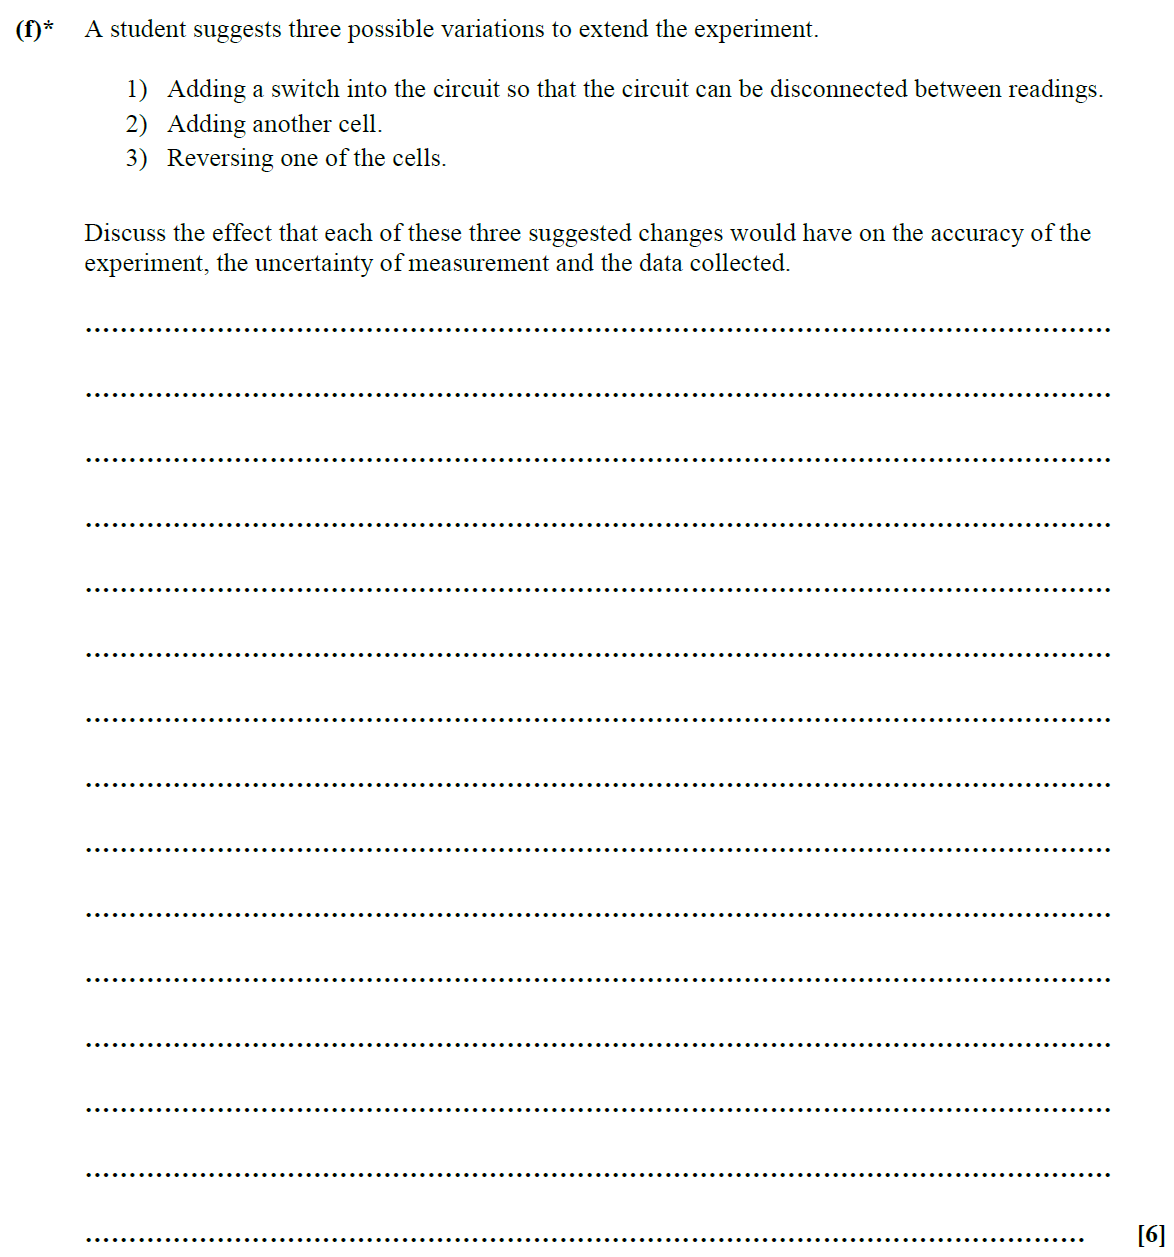 (f)* A student suggests three possible variations to extend the experiment.
1) Adding a switch into the circuit so that the circuit can be disconnected between readings.
2) Adding another cell.
3) Reversing one of the cells.
Discuss the effect that each of these three suggested changes would have on the accuracy of the
experiment, the uncertainty of measurement and the data collected.
[6]